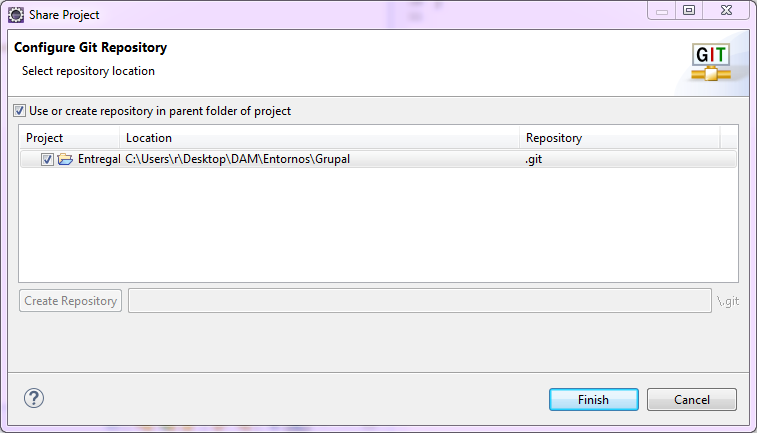 Share Project
Configure Git Repository
Select repository location
GIT
Use or create repository in parent folder of project
Project Location Repository
Entregal C:\Users\r\Desktop\DAM\Entornos\Grupal .git
Create Repository \.git
? Finish Cancel